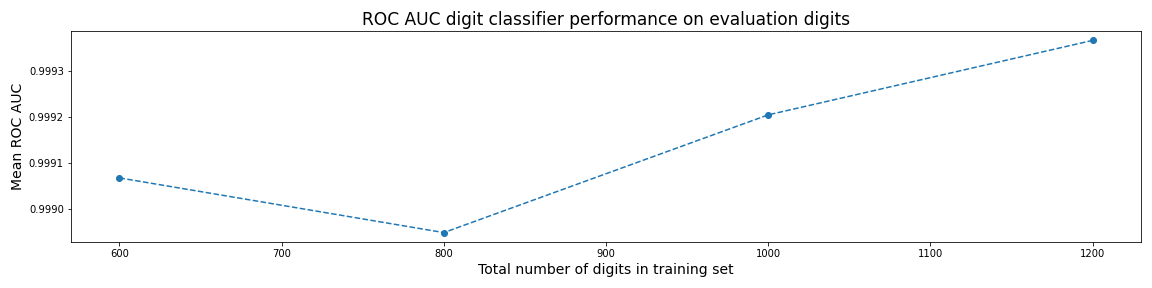 ROC AUC digit classifier performance on evaluation digits
Mean ROC AUC
0.9993
0.9992
0.9991
0.9990
600 700 800 900 1000 1100 1200
Total number of digits in training set